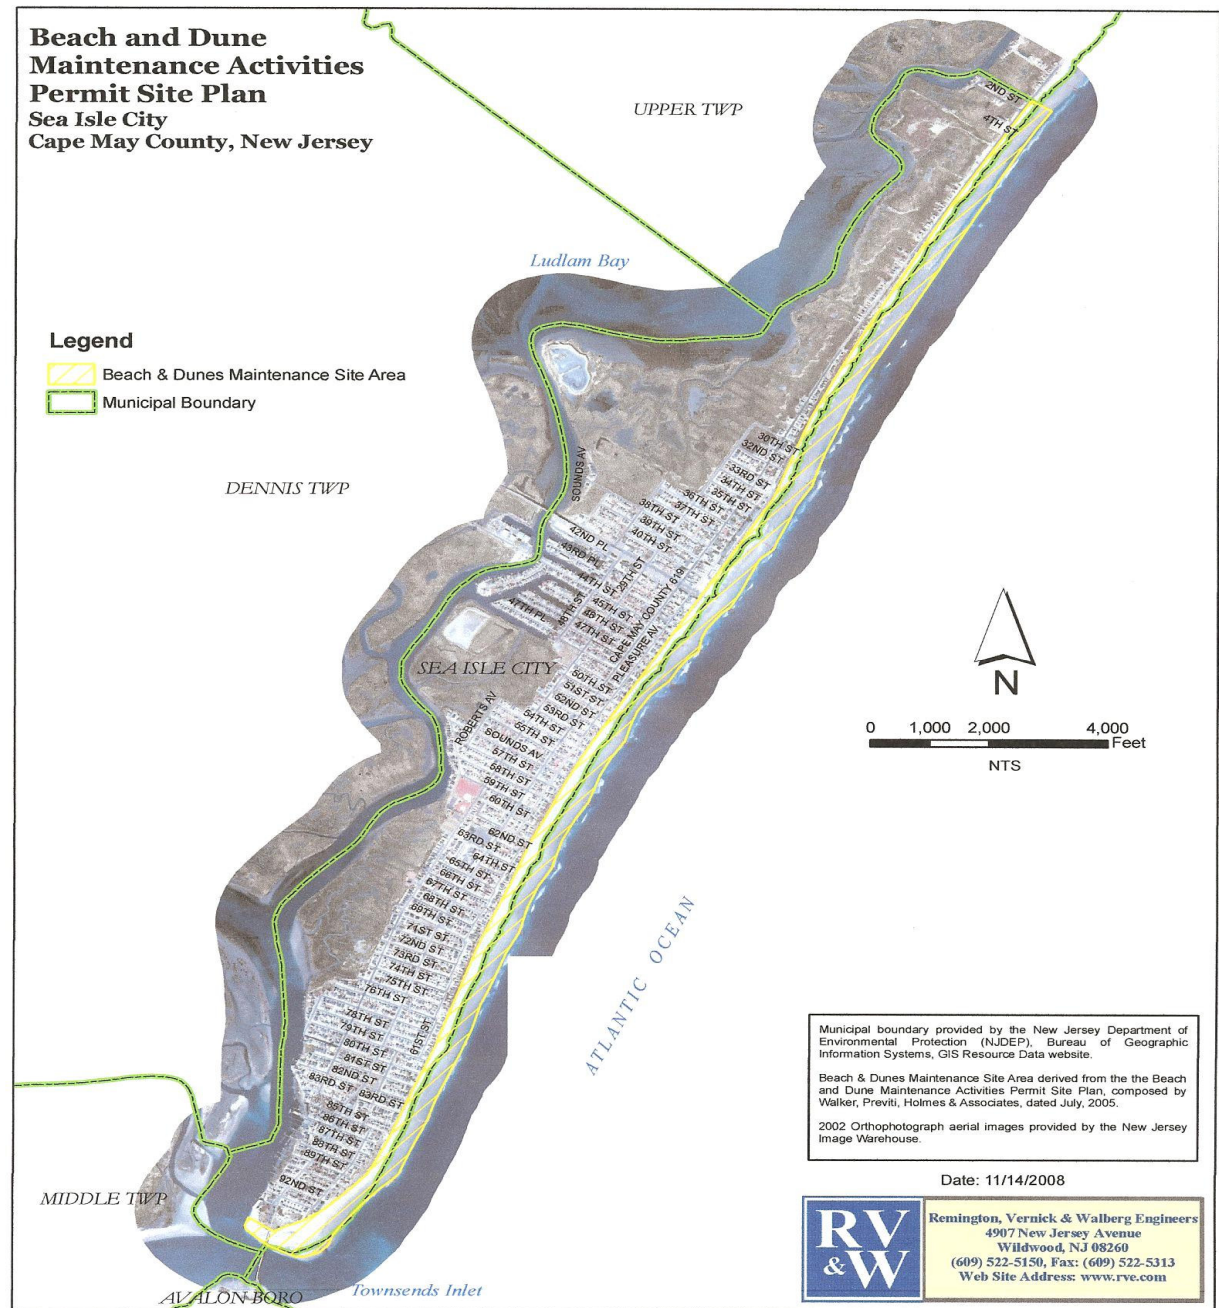 Beach and Dune
Maintenance Activities
Permit Site Plan
Sea Isle City
Cape May County, New Jersey
UPPER TWP
2ND ST
4TH ST
Ludlam Bay
Legend
Beach & Dunes Maintenance Site Area
Municipal Boundary
DENNIS TWP
SOUNDS AV
30TH ST
32ND ST
33RD ST
34TH ST
35TH ST
36TH ST
37TH ST
38TH ST
39TH ST
40TH ST
42ND PL
43RD PL
44TH ST
29TH ST
45TH ST
46TH ST
47TH ST
47TH PL
48TH ST
CAPE MAY COUNTY 619
PLEASURE AV
SEA ISLE CITY
50TH ST
51ST ST
52ND ST
53RD ST
54TH ST
55TH ST
ROBERTS AV
SOUNDS AV
57TH ST
58TH ST
59TH ST
60TH ST
62ND ST
63RD ST
64TH ST
65TH ST
66TH ST
67TH ST
68TH ST
69TH ST
71ST ST
72ND ST
73RD ST
74TH ST
75TH ST
76TH ST
78TH ST
79TH ST
80TH ST
61ST ST
81ST ST
82ND ST
83RD ST
83RD ST
85TH ST
86TH ST
87TH ST
88TH ST
89TH ST
92ND ST
N
0 1,000 2,000 4,000
Feet
NTS
ATLANTIC OCEAN
MIDDLE TWP
AVALON BORO
Townsends Inlet
Municipal boundary provided by the New Jersey Department of
Environmental Protection (NJDEP), Bureau of Geographic
Information Systems, GIS Resource Data website.
Beach & Dunes Maintenance Site Area derived from the the Beach
and Dune Maintenance Activities Permit Site Plan, composed by
Walker, Previti, Holmes & Associates, dated July, 2005.
2002 Orthophotograph aerial images provided by the New Jersey
Image Warehouse.
Date: 11/14/2008
RV
&W
Remington, Vernick & Walberg Engineers
4907 New Jersey Avenue
Wildwood, NJ 08260
(609) 522-5150, Fax: (609) 522-5313
Web Site Address: www.rve.com